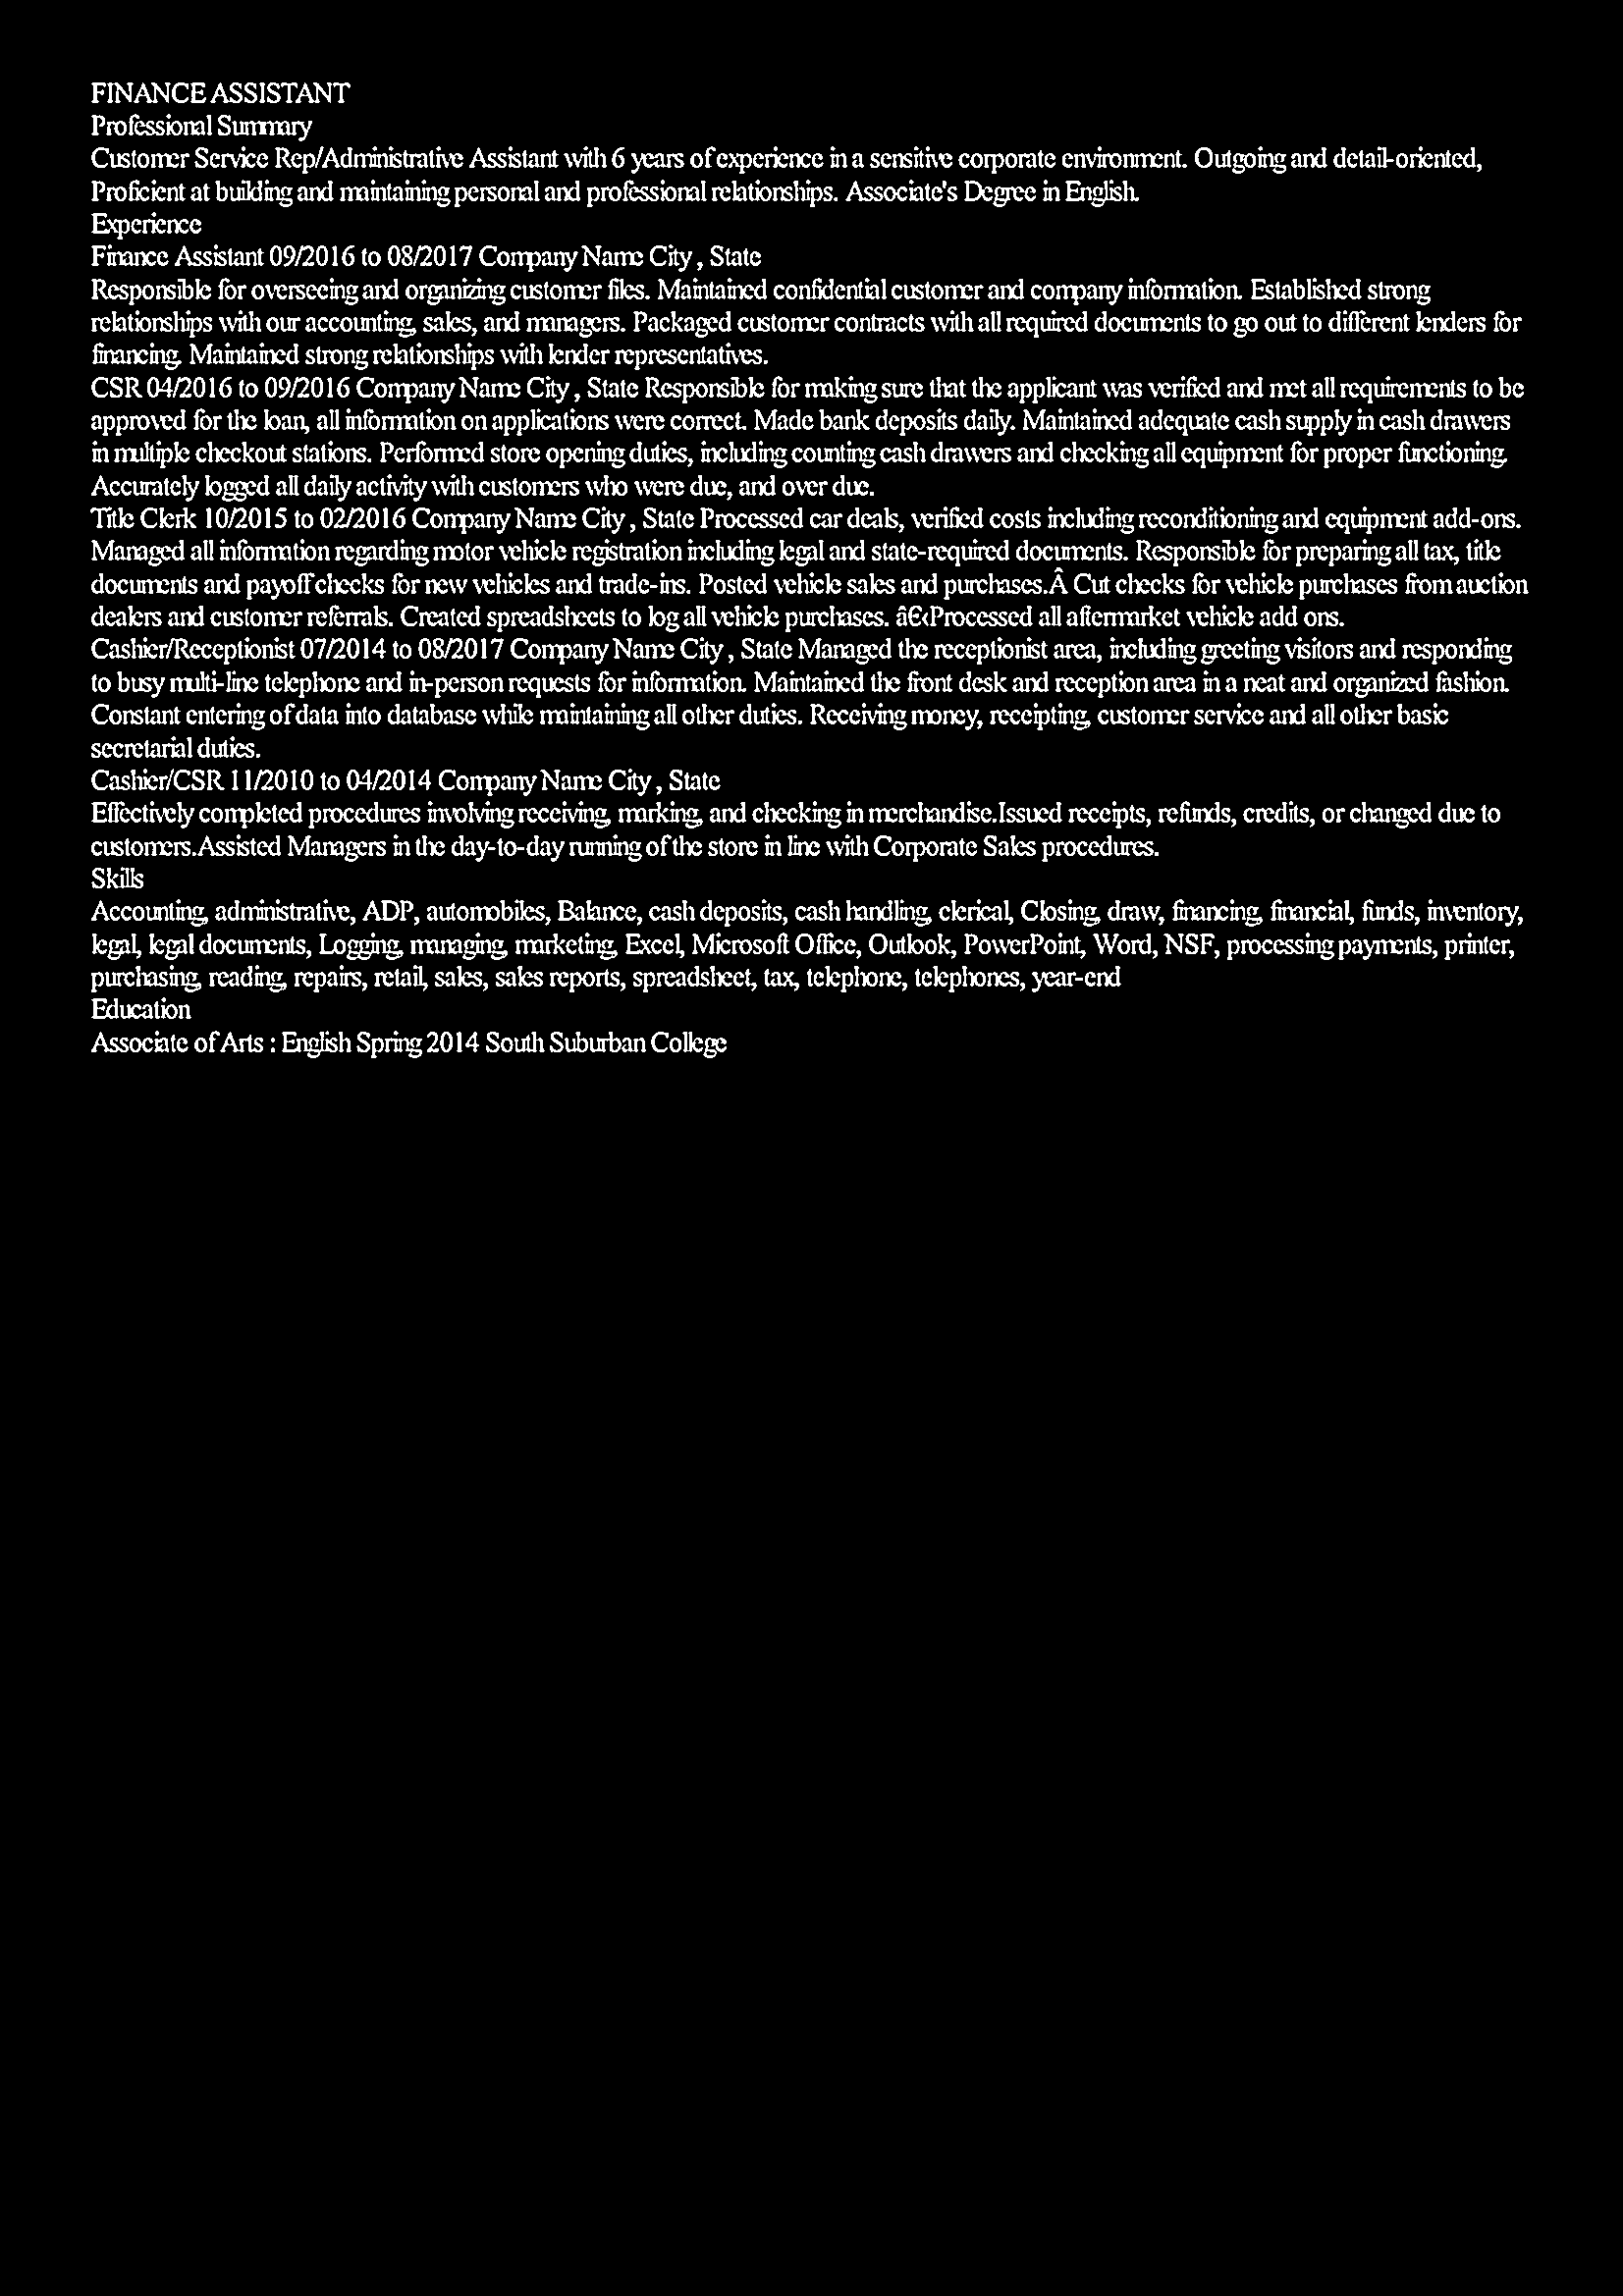 FINANCE ASSISTANT
Professional Summary
Customer Service Rep/Administrative Assistant with 6 years of experience in a sensitive corporate environment. Outgoing and detail-oriented,
Proficient at building and maintaining personal and professional relationships. Associate's Degree in English.
Experience
Finance Assistant 09/2016 to 08/2017 Company Name City , State
Responsible for overseeing and organizing customer files. Maintained confidential customer and company information. Established strong
relationships with our accounting, sales, and managers. Packaged customer contracts with all required documents to go out to different lenders for
financing. Maintained strong relationships with lender representatives.
CSR 04/2016 to 09/2016 Company Name City , State Responsible for making sure that the applicant was verified and met all requirements to be
approved for the loan, all information on applications were correct. Made bank deposits daily. Maintained adequate cash supply in cash drawers
in multiple checkout stations. Performed store opening duties, including counting cash drawers and checking all equipment for proper functioning.
Accurately logged all daily activity with customers who were due, and over due.
Title Clerk 10/2015 to 02/2016 Company Name City , State Processed car deals, verified costs including reconditioning and equipment add-ons.
Managed all information regarding motor vehicle registration including legal and state-required documents. Responsible for preparing all tax, title
documents and payoff checks for new vehicles and trade-ins. Posted vehicle sales and purchases.Â Cut checks for vehicle purchases from auction
dealers and customer referrals. Created spreadsheets to log all vehicle purchases. â€‹Processed all aftermarket vehicle add ons.
Cashier/Receptionist 07/2014 to 08/2017 Company Name City , State Managed the receptionist area, including greeting visitors and responding
to busy multi-line telephone and in-person requests for information. Maintained the front desk and reception area in a neat and organized fashion.
Constant entering of data into database while maintaining all other duties. Receiving money, receipting, customer service and all other basic
secretarial duties.
Cashier/CSR 11/2010 to 04/2014 Company Name City , State
Effectively completed procedures involving receiving, marking, and checking in merchandise.Issued receipts, refunds, credits, or changed due to
customers.Assisted Managers in the day-to-day running of the store in line with Corporate Sales procedures.
Skills
Accounting, administrative, ADP, automobiles, Balance, cash deposits, cash handling, clerical, Closing, draw, financing, financial, funds, inventory,
legal, legal documents, Logging, managing, marketing, Excel, Microsoft Office, Outlook, PowerPoint, Word, NSF, processing payments, printer,
purchasing, reading, repairs, retail, sales, sales reports, spreadsheet, tax, telephone, telephones, year-end
Education
Associate of Arts : English Spring 2014 South Suburban College